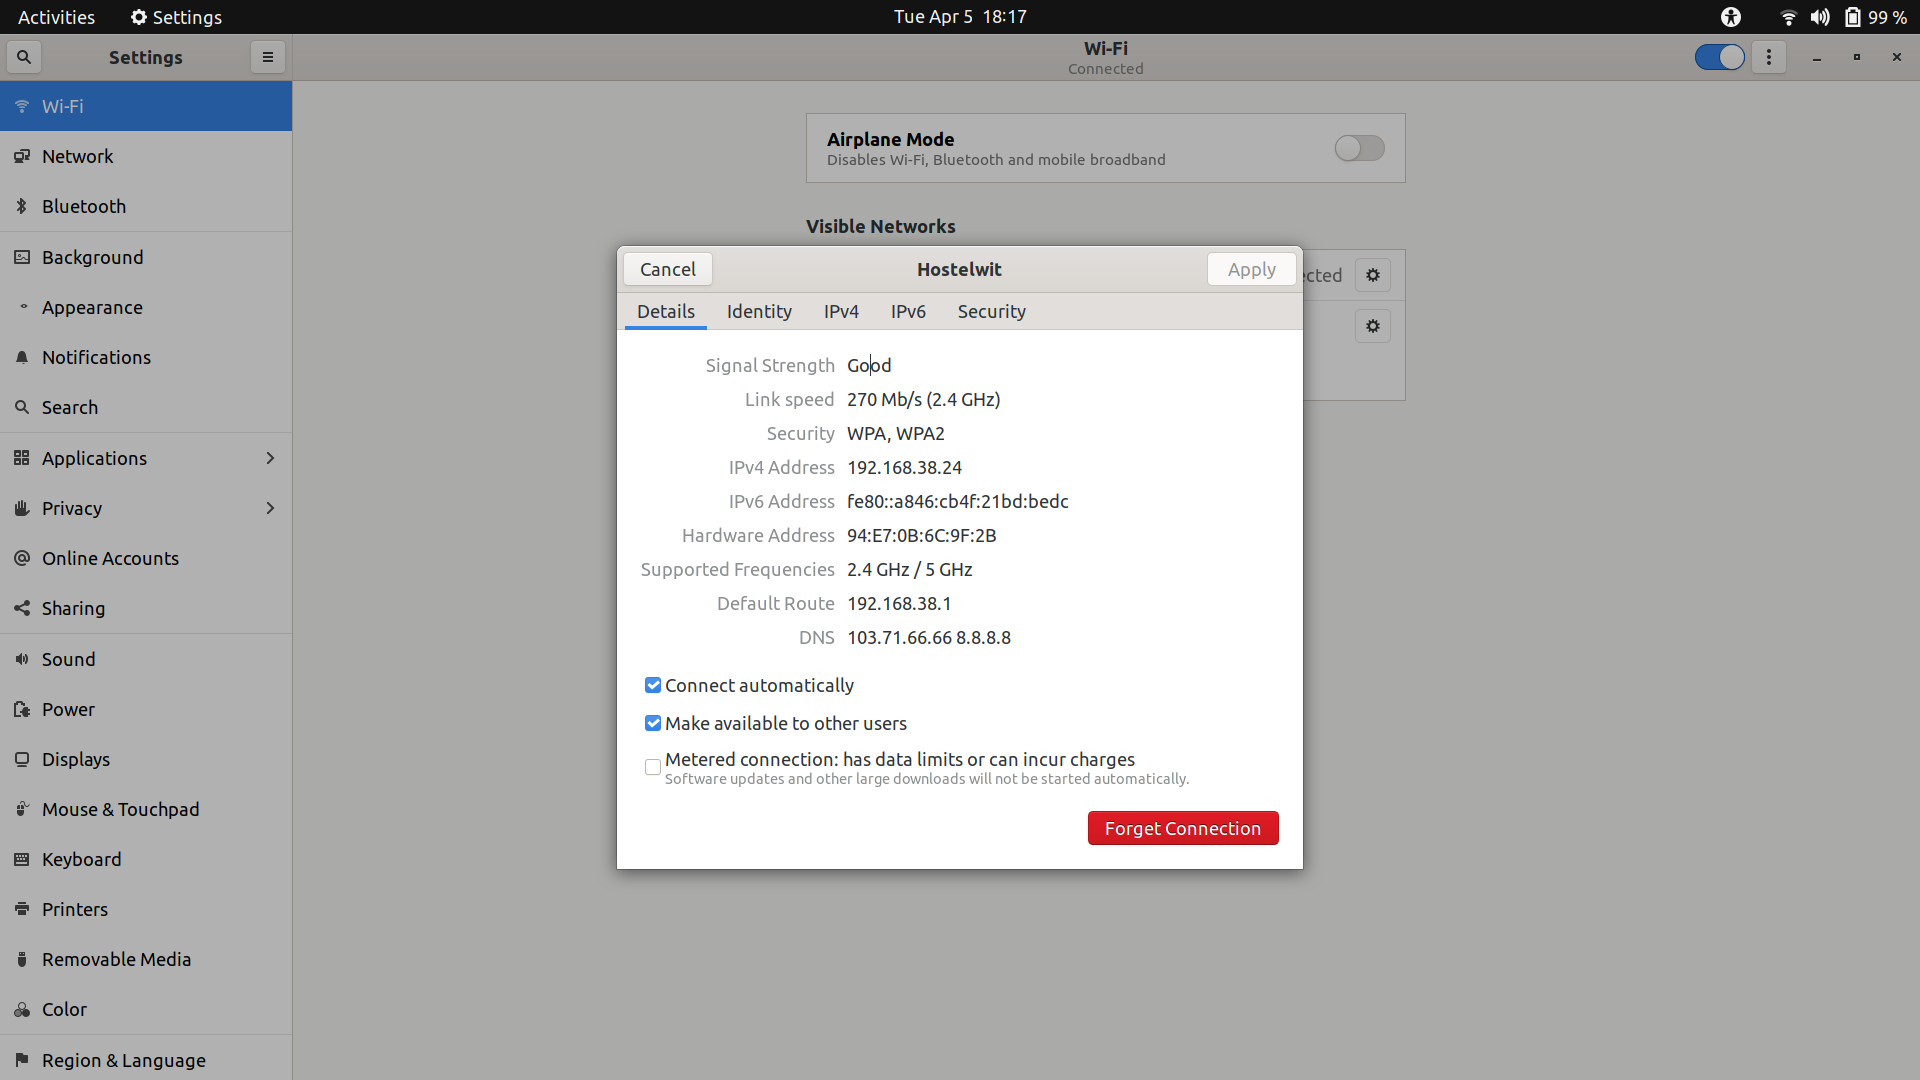 Activities Settings Tue Apr 5 18:17 99 %
Settings
Wi-Fi
Connected
Wi-Fi
Network
Bluetooth
Background
Appearance
Notifications
Search
Applications
Privacy
Online Accounts
Sharing
Sound
Power
Displays
Mouse & Touchpad
Keyboard
Printers
Removable Media
Color
Region & Language
Airplane Mode
Disables Wi-Fi, Bluetooth and mobile broadband
Visible Networks
Cancel Hostelwit Apply
Details Identity IPv4 IPv6 Security
Signal Strength Good
Link speed 270 Mb/s (2.4 GHz)
Security WPA, WPA2
IPv4 Address 192.168.38.24
IPv6 Address fe80::a846:cb4f:21bd:bedc
Hardware Address 94:E7:0B:6C:9F:2B
Supported Frequencies 2.4 GHz / 5 GHz
Default Route 192.168.38.1
DNS 103.71.66.66 8.8.8.8
Connect automatically
Make available to other users
Metered connection: has data limits or can incur charges
Software updates and other large downloads will not be started automatically.
Forget Connection